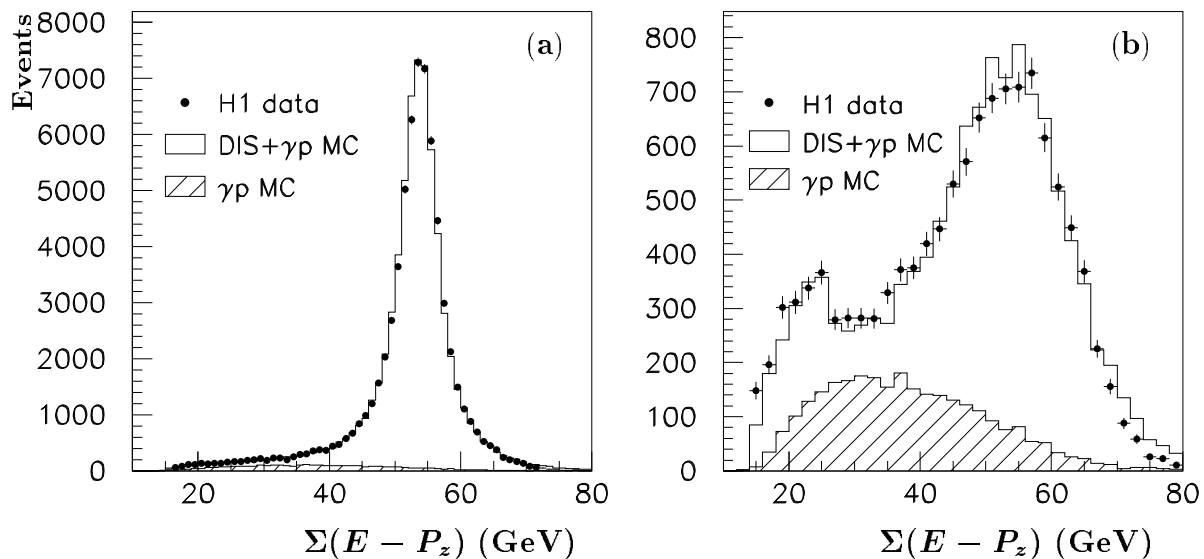 Events
8000
7000
6000
5000
4000
3000
2000
1000
0
20 40 60 80
(a)
H1 data
DIS+γp MC
γp MC
Σ(E − P_z) (GeV)
800
700
600
500
400
300
200
100
0
20 40 60 80
(b)
H1 data
DIS+γp MC
γp MC
Σ(E − P_z) (GeV)